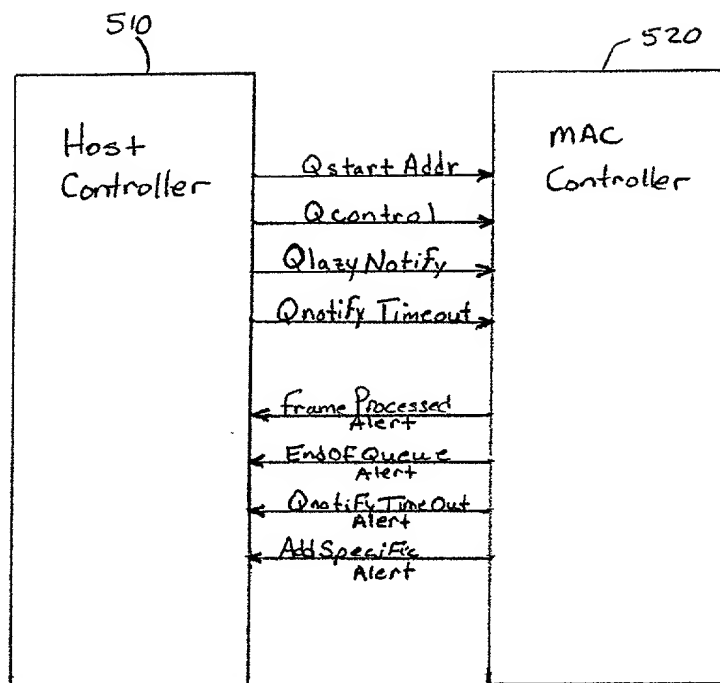 510
520
Host
Controller
MAC
Controller
Qstart Addr
Qcontrol
QlazyNotify
Qnotify Timeout
Frame Processed
Alert
EndOfQueue
Alert
QnotifyTimeOut
Alert
AddSpecific
Alert